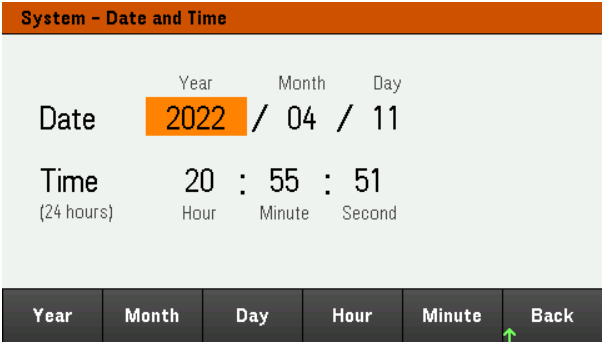 System – Date and Time
Year Month Day
Date 2022 / 04 / 11
Time 20 : 55 : 51
(24 hours) Hour Minute Second
Year Month Day Hour Minute Back